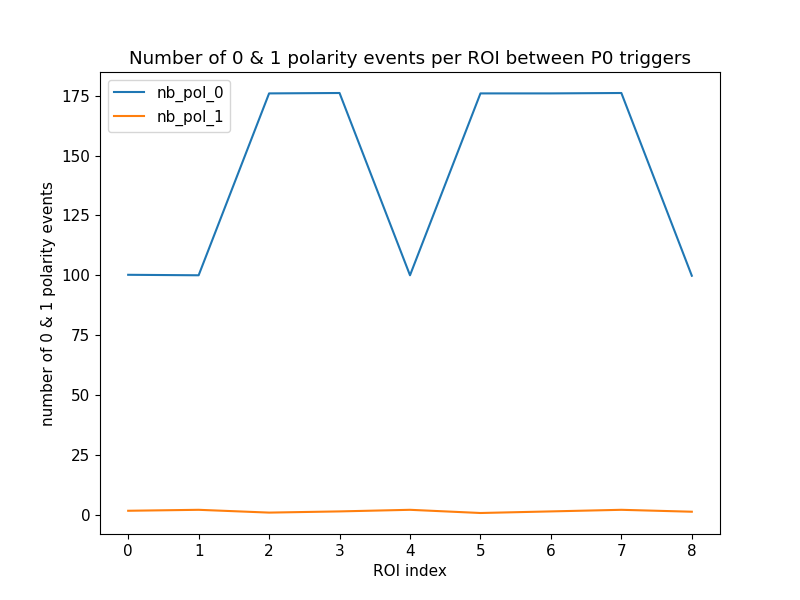 Number of 0 & 1 polarity events per ROI between P0 triggers
nb_pol_0
nb_pol_1
175
150
125
100
75
50
25
0
number of 0 & 1 polarity events
0 1 2 3 4 5 6 7 8
ROI index